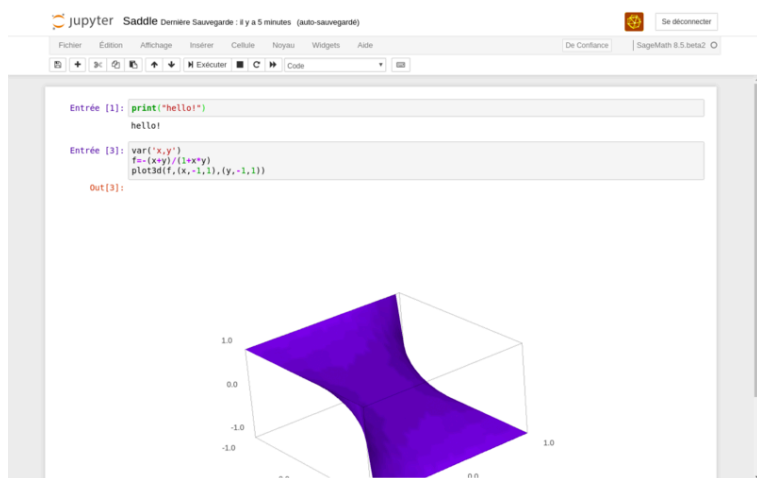 jupyter Saddle Dernière Sauvegarde : il y a 5 minutes (auto-sauvegardé) Se déconnecter
Fichier Édition Affichage Insérer Cellule Noyau Widgets Aide De Confiance SageMath 8.5.beta2
Exécuter Code
Entrée [1]: print("hello!")
hello!
Entrée [3]: var('x,y')
f=-(x+y)/(1+x*y)
plot3d(f,(x,-1,1),(y,-1,1))
Out[3]:
1.0
0.0
-1.0
-1.0
1.0
0.0